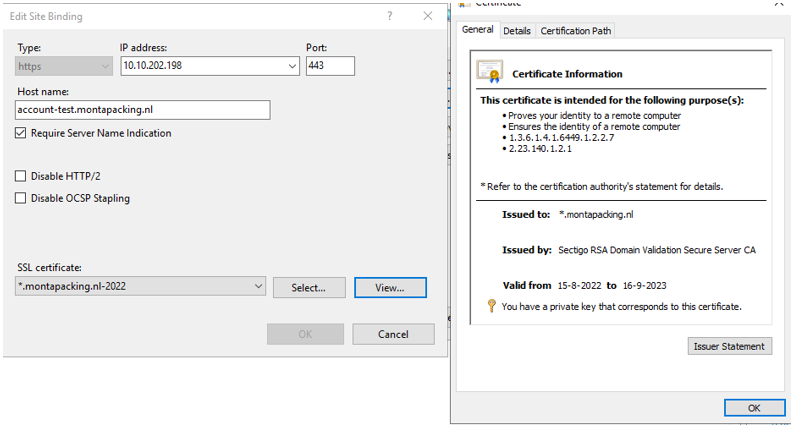 Edit Site Binding
?
Type:
IP address:
Port:
https
10.10.202.198
443
Host name:
account-test.montapacking.nl
Require Server Name Indication
Disable HTTP/2
Disable OCSP Stapling
SSL certificate:
*.montapacking.nl-2022
Select...
View...
OK
Cancel
Certificate
General
Details
Certification Path
Certificate Information
This certificate is intended for the following purpose(s):
• Proves your identity to a remote computer
• Ensures the identity of a remote computer
• 1.3.6.1.4.1.6449.1.2.2.7
• 2.23.140.1.2.1
* Refer to the certification authority's statement for details.
Issued to: *.montapacking.nl
Issued by: Sectigo RSA Domain Validation Secure Server CA
Valid from 15-8-2022 to 16-9-2023
You have a private key that corresponds to this certificate.
Issuer Statement
OK